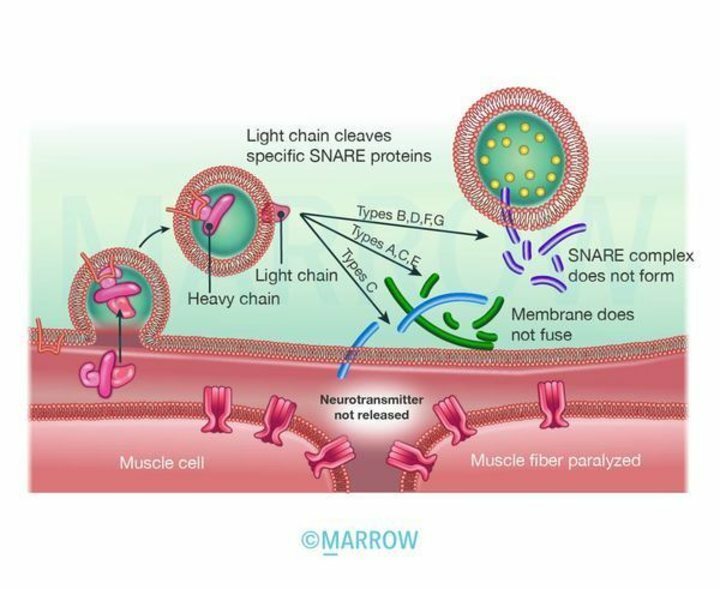 Light chain cleaves
specific SNARE proteins
Types B,D,F,G
Types A,C,E
Types C
SNARE complex
does not form
Light chain
Heavy chain
Membrane does
not fuse
Neurotransmitter
not released
Muscle cell
Muscle fiber paralyzed
MARROW
©MARROW